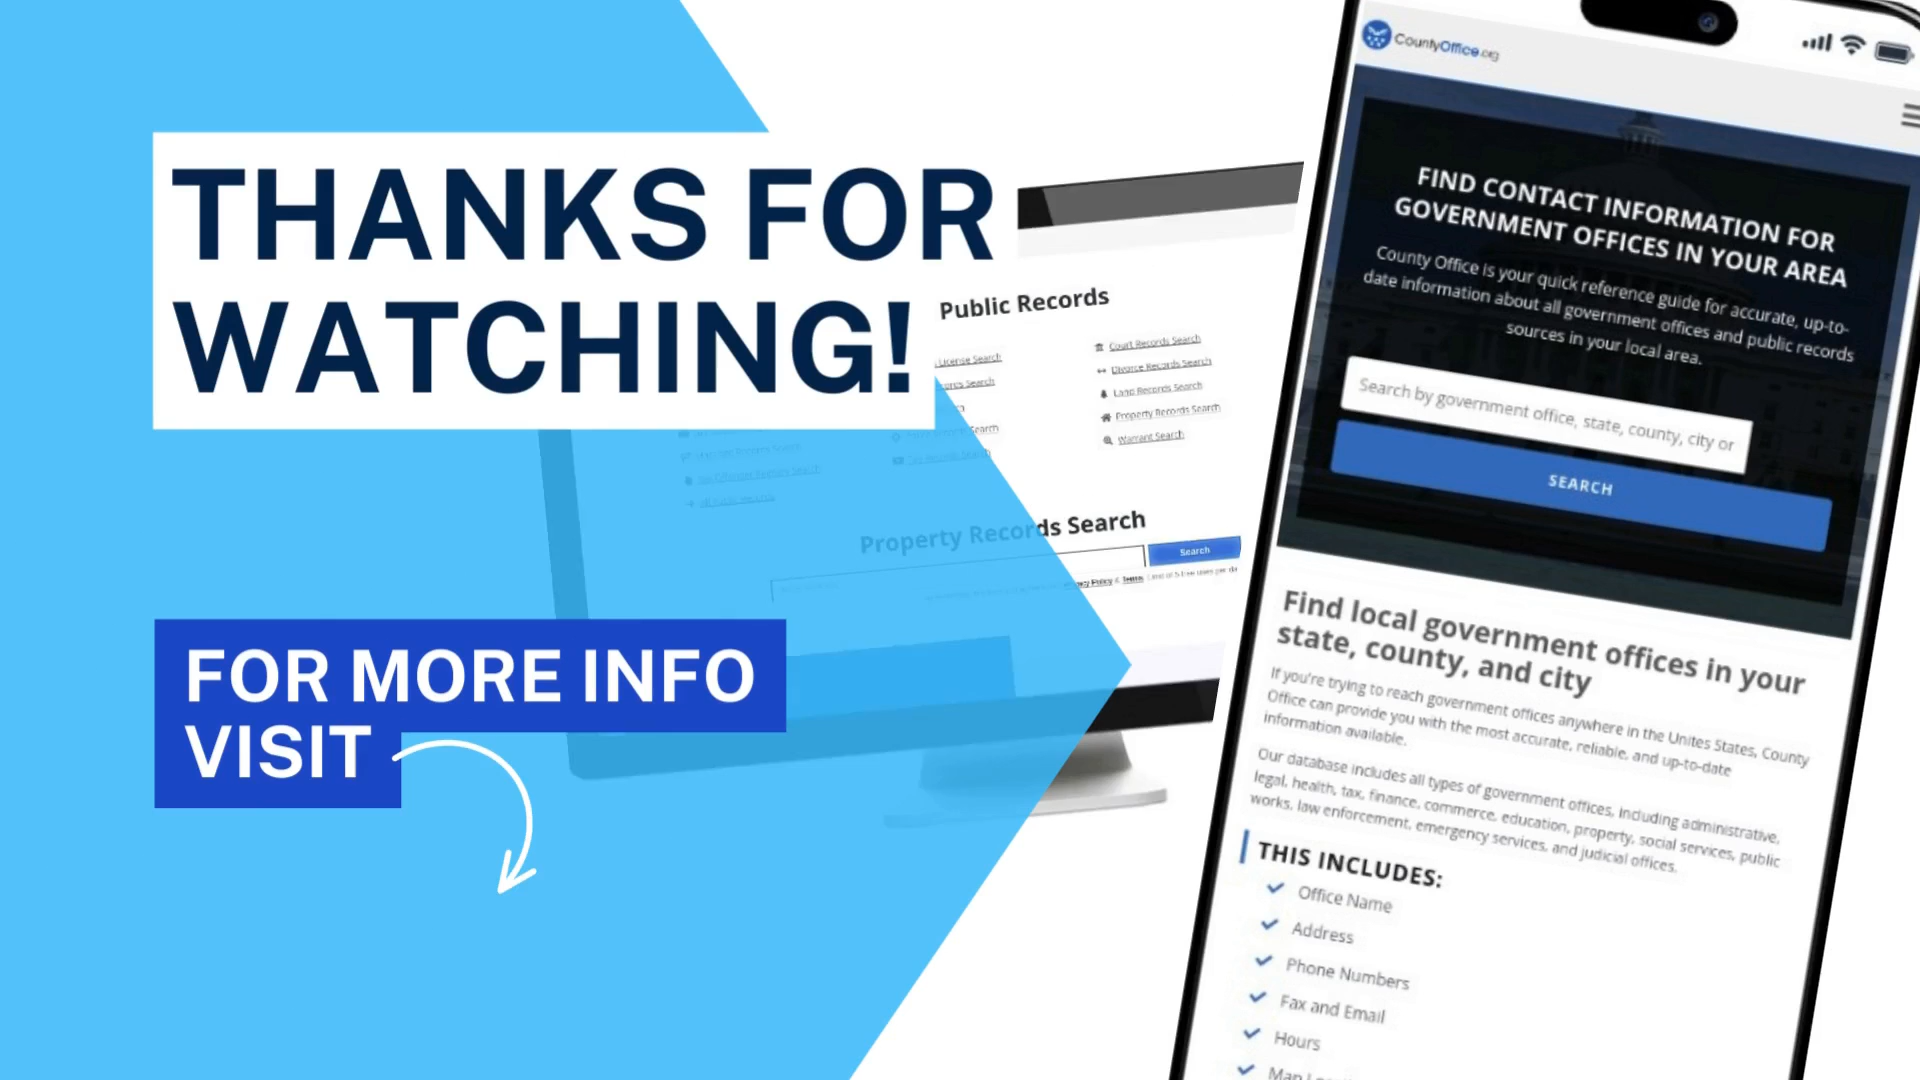 THANKS FOR
WATCHING!
FOR MORE INFO
VISIT
Public Records
License Search
Search
Search
Court Records Search
Divorce Records Search
Land Records Search
Property Records Search
Warrant Search
Property Records Search
Search
Policy & Terms
CountyOffice.org
FIND CONTACT INFORMATION FOR
GOVERNMENT OFFICES IN YOUR AREA
County Office is your quick reference guide for accurate, up-to-
date information about all government offices and public records
sources in your local area.
Search by government office, state, county, city or
SEARCH
Find local government offices in your
state, county, and city
If you're trying to reach government offices anywhere in the Unites States, County
Office can provide you with the most accurate, reliable, and up-to-date
information available.
Our database includes all types of government offices, including administrative,
legal, health, tax, finance, commerce, education, property, social services, public
works, law enforcement, emergency services, and judicial offices.
THIS INCLUDES:
Office Name
Address
Phone Numbers
Fax and Email
Hours